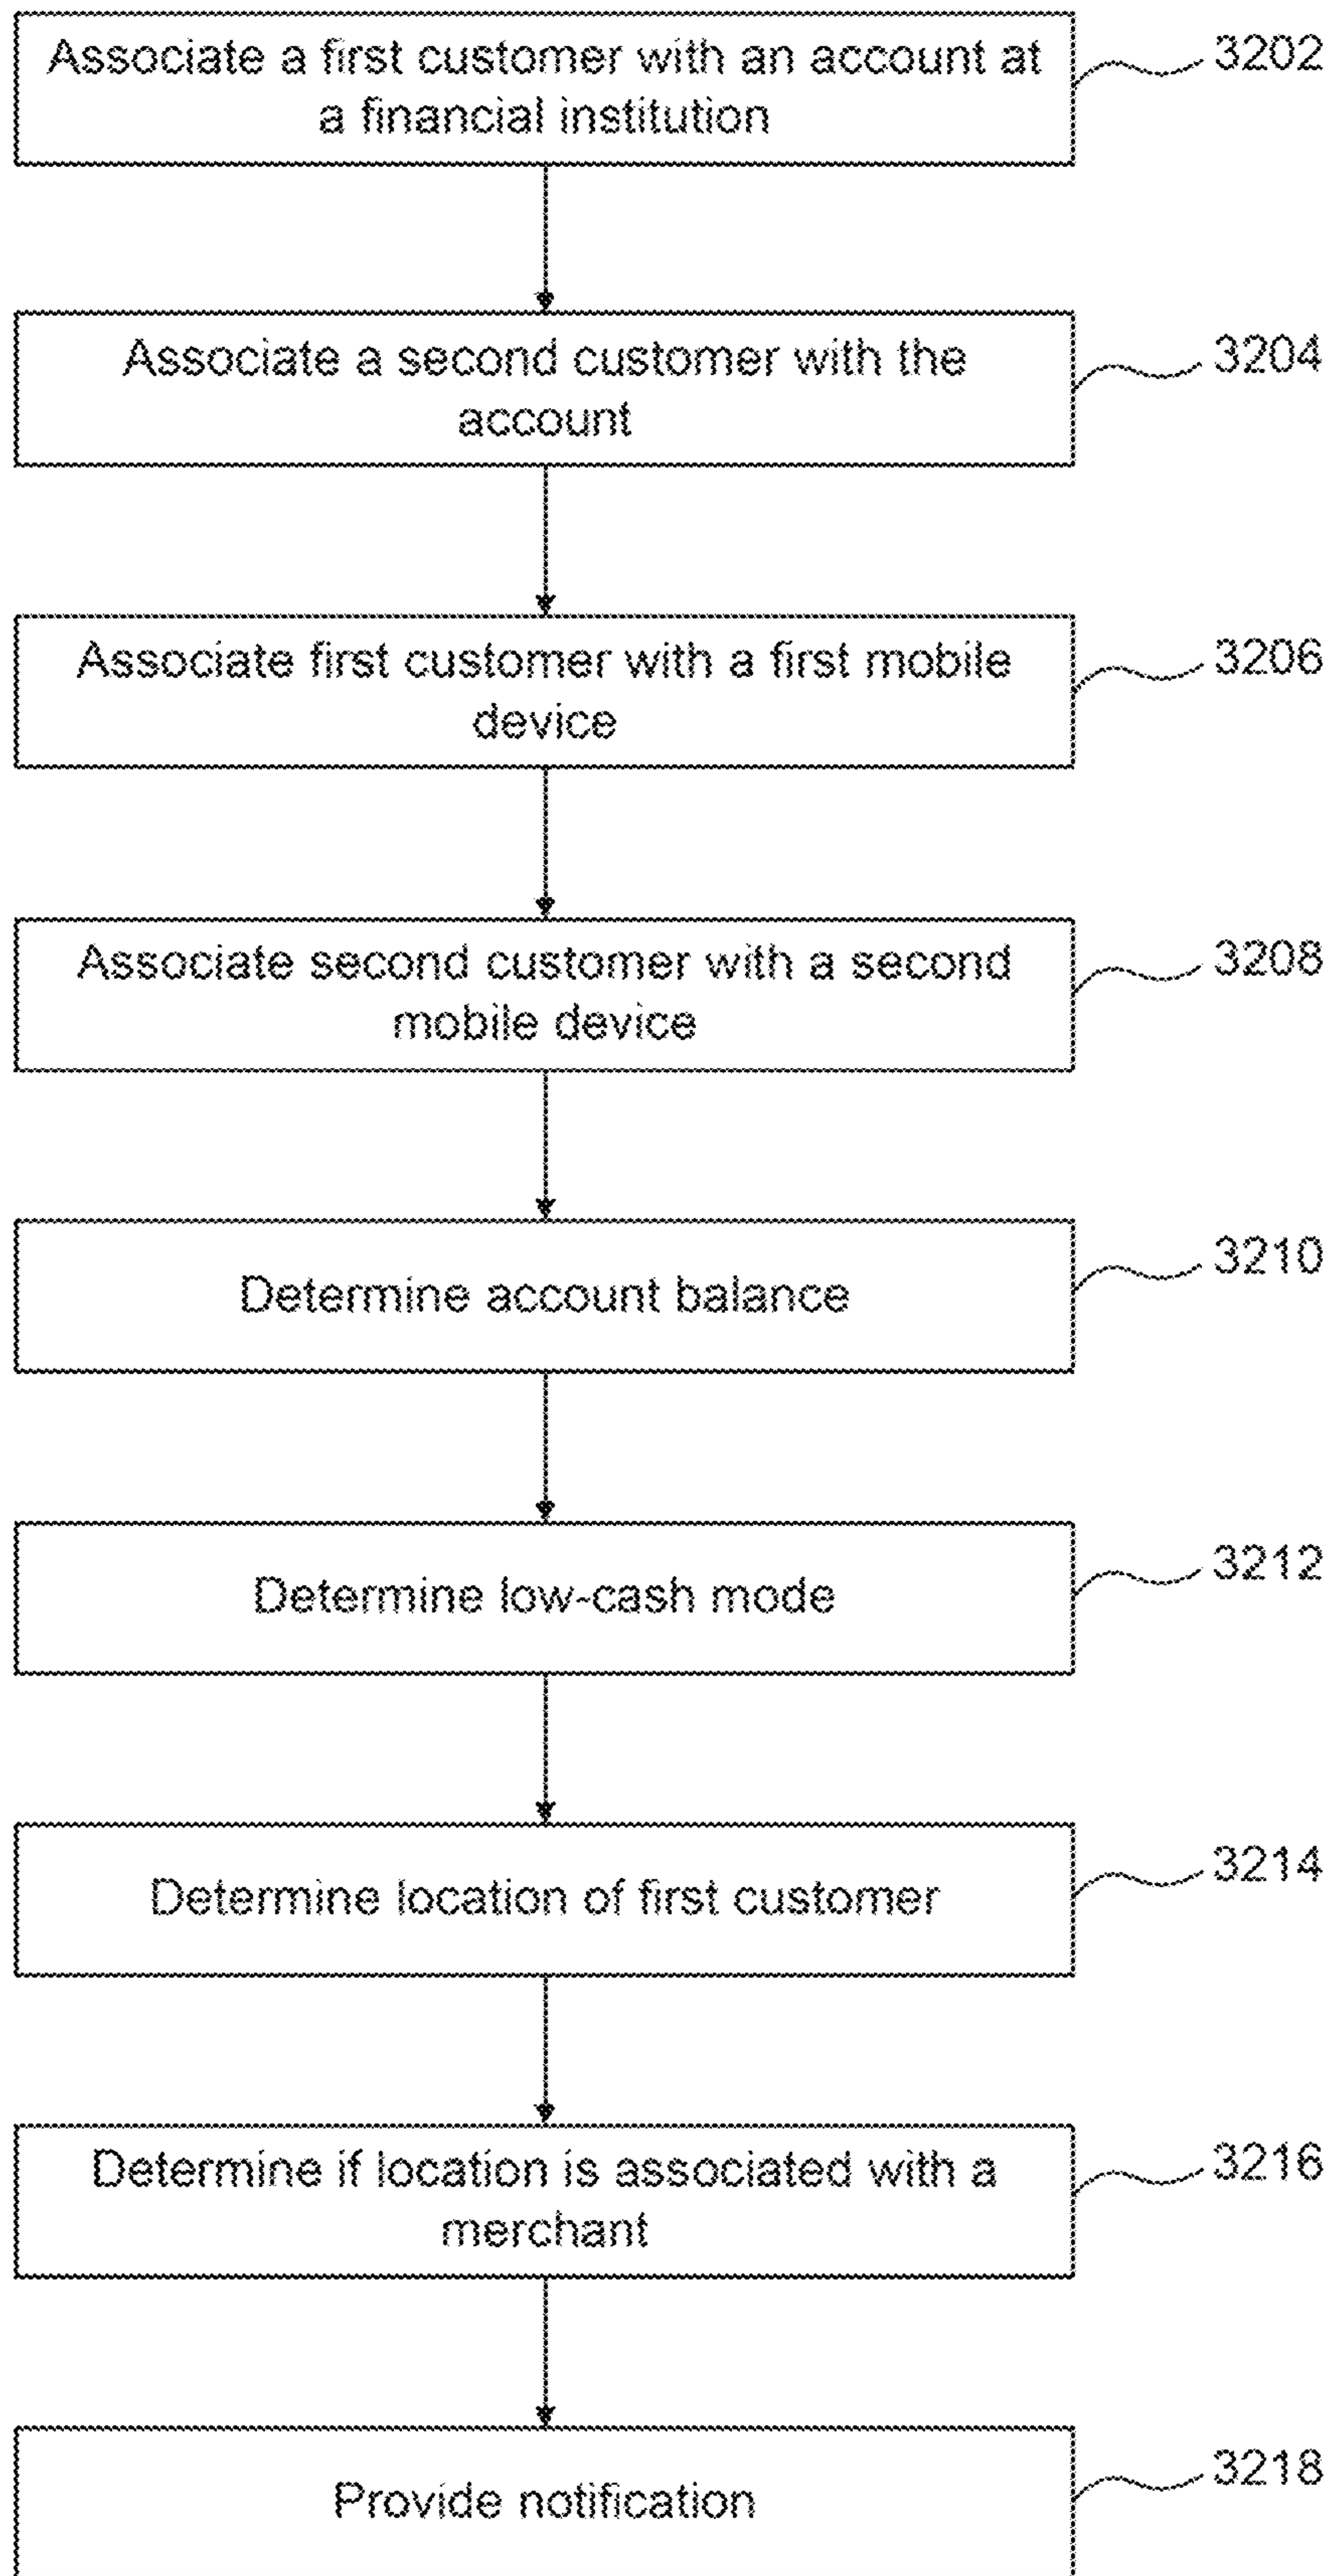 Associate a first customer with an account at
a financial institution
3202
Associate a second customer with the
account
3204
Associate first customer with a first mobile
device
3206
Associate second customer with a second
mobile device
3208
Determine account balance
3210
Determine low-cash mode
3212
Determine location of first customer
3214
Determine if location is associated with a
merchant
3216
Provide notification
3218